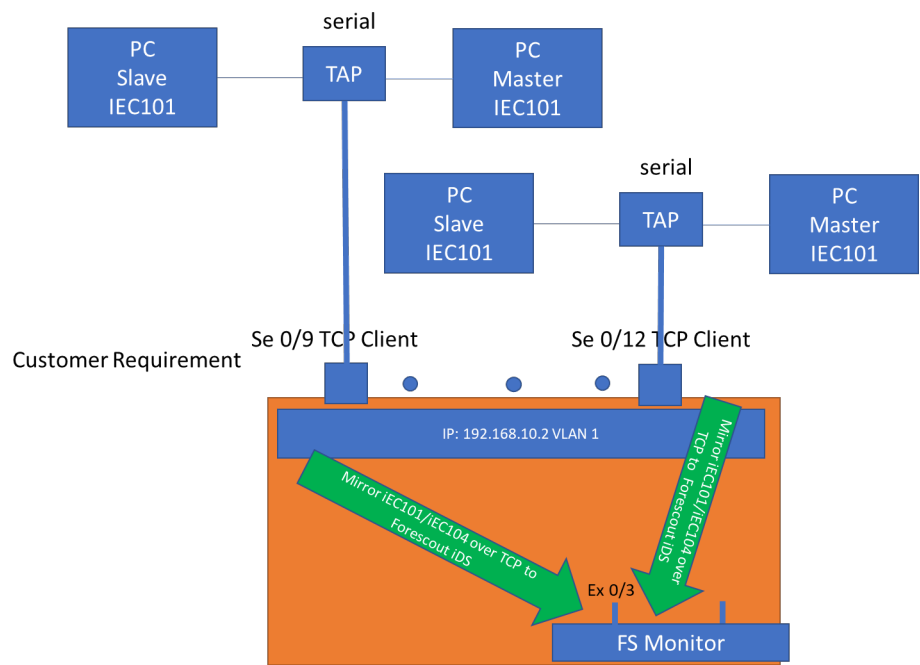 serial
PC
Slave
IEC101
TAP
PC
Master
IEC101
serial
PC
Slave
IEC101
TAP
PC
Master
IEC101
Customer Requirement
Se 0/9 TCP Client
Se 0/12 TCP Client
IP: 192.168.10.2 VLAN 1
Mirror iEC101/iEC104 over TCP to
Forescout iDS
Mirror iEC101/iEC104 over
TCP to Forescout iDS
Ex 0/3
FS Monitor